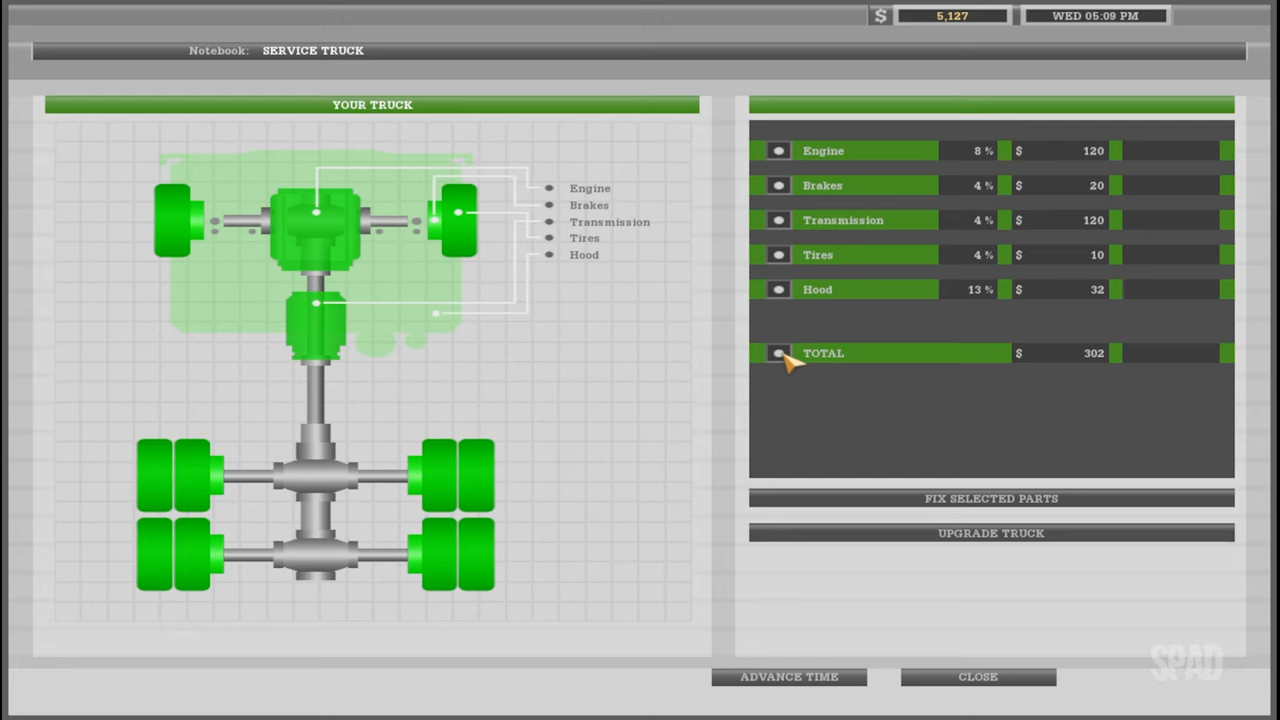 $ 5,127 WED 05:09 PM
Notebook: SERVICE TRUCK
YOUR TRUCK
Engine
Brakes
Transmission
Tires
Hood
Engine 8 % $ 120
Brakes 4 % $ 20
Transmission 4 % $ 120
Tires 4 % $ 10
Hood 13 % $ 32
TOTAL $ 302
FIX SELECTED PARTS
UPGRADE TRUCK
SPAD
ADVANCE TIME CLOSE